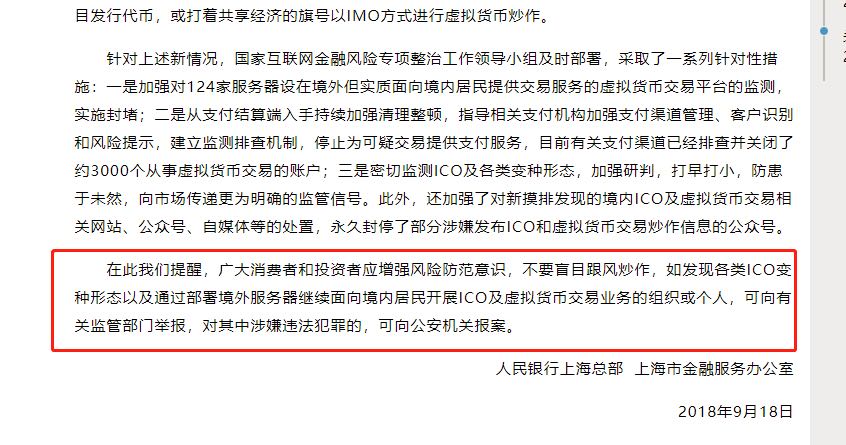 目发行代币，或打着共享经济的旗号以IMO方式进行虚拟货币炒作。
针对上述新情况，国家互联网金融风险专项整治工作领导小组及时部署，采取了一系列针对性措
施：一是加强对124家服务器设在境外但实质面向境内居民提供交易服务的虚拟货币交易平台的监测，
实施封堵；二是从支付结算端入手持续加强清理整顿，指导相关支付机构加强支付渠道管理、客户识别
和风险提示，建立监测排查机制，停止为可疑交易提供支付服务，目前有关支付渠道已经排查并关闭了
约3000个从事虚拟货币交易的账户；三是密切监测ICO及各类变种形态，加强研判，打早打小，防患
于未然，向市场传递更为明确的监管信号。此外，还加强了对新摸排发现的境内ICO及虚拟货币交易相
关网站、公众号、自媒体等的处置，永久封停了部分涉嫌发布ICO和虚拟货币交易炒作信息的公众号。
在此我们提醒，广大消费者和投资者应增强风险防范意识，不要盲目跟风炒作，如发现各类ICO变
种形态以及通过部署境外服务器继续面向境内居民开展ICO及虚拟货币交易业务的组织或个人，可向有
关监管部门举报，对其中涉嫌违法犯罪的，可向公安机关报案。
人民银行上海总部 上海市金融服务办公室
2018年9月18日